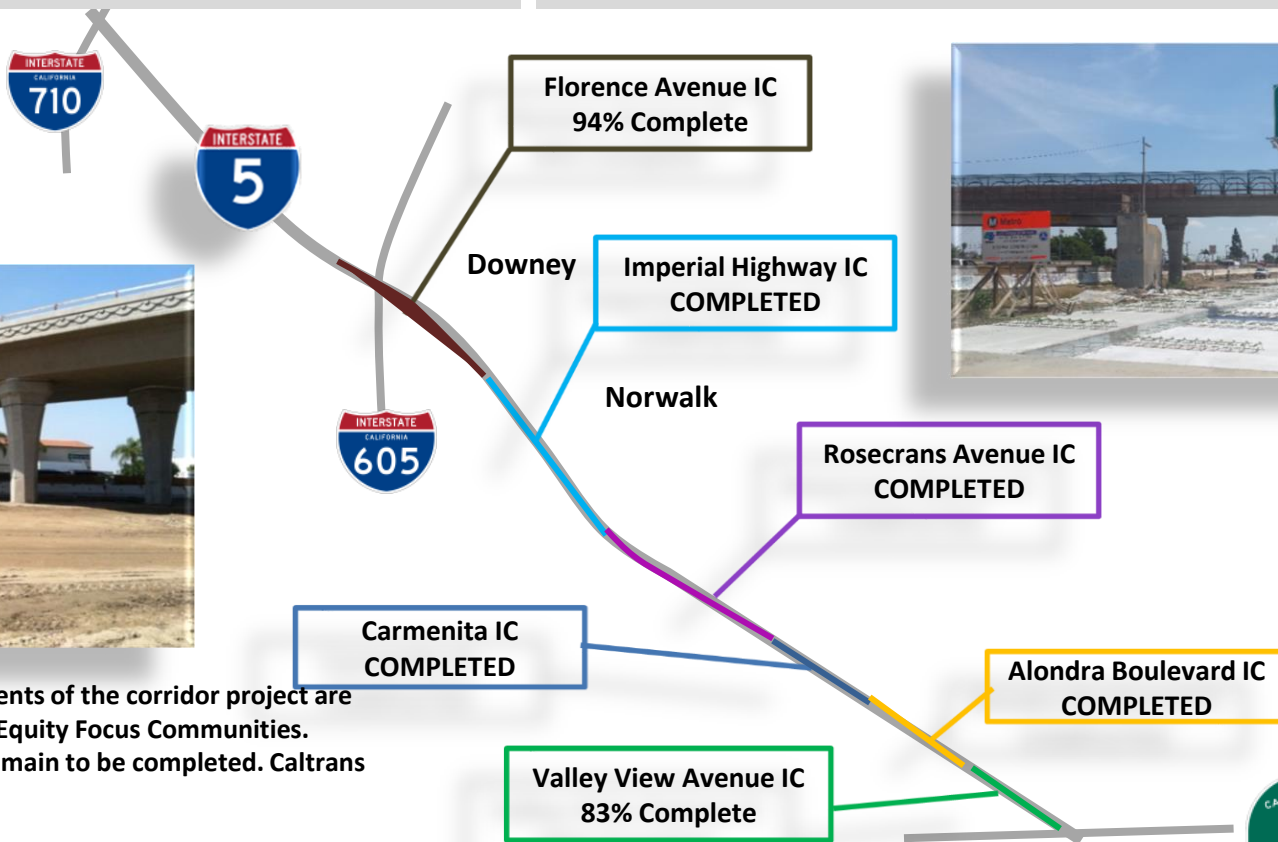 INTERSTATE
CALIFORNIA
710
INTERSTATE
5
Florence Avenue IC
94% Complete
Metro
Downey
Imperial Highway IC
COMPLETED
Norwalk
INTERSTATE
CALIFORNIA
605
Rosecrans Avenue IC
COMPLETED
Carmenita IC
COMPLETED
Alondra Boulevard IC
COMPLETED
ents of the corridor project are
Equity Focus Communities.
main to be completed. Caltrans
Valley View Avenue IC
83% Complete
CA